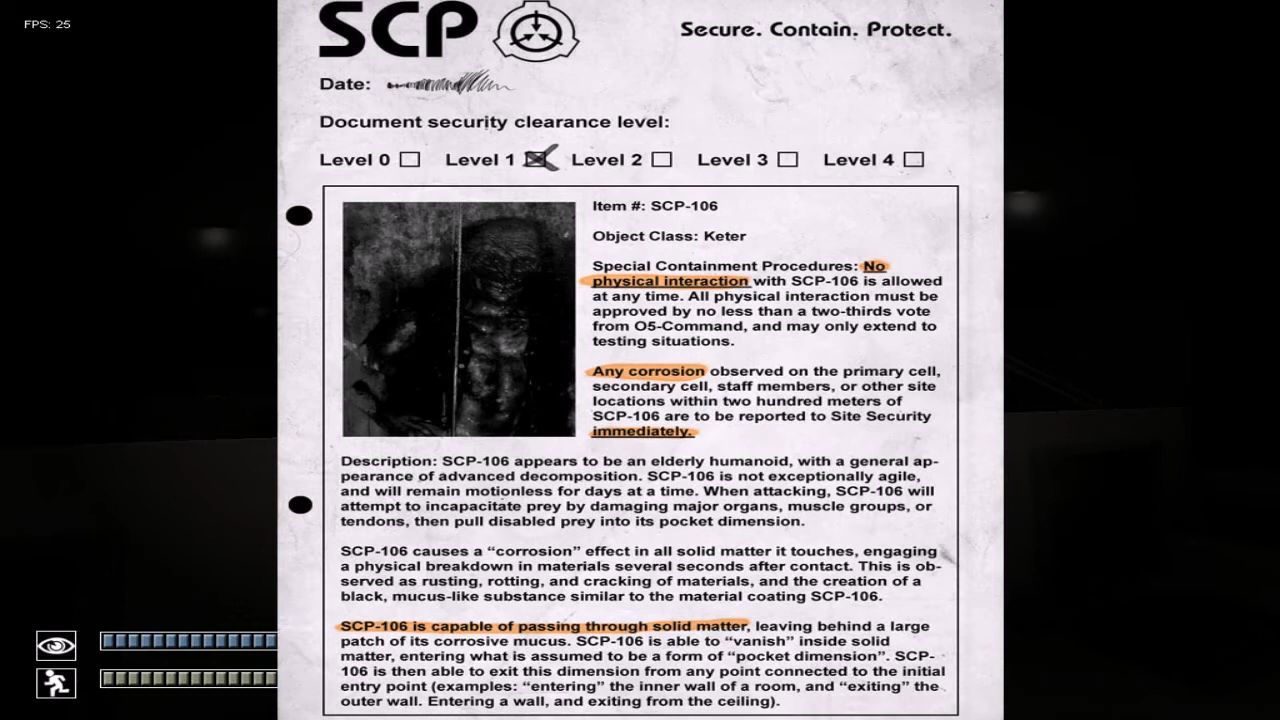 FPS: 25
SCP
Secure. Contain. Protect.
Date:
Document security clearance level:
Level 0 Level 1 Level 2 Level 3 Level 4
Item #: SCP-106
Object Class: Keter
Special Containment Procedures: No
physical interaction with SCP-106 is allowed
at any time. All physical interaction must be
approved by no less than a two-thirds vote
from O5-Command, and may only extend to
testing situations.
Any corrosion observed on the primary cell,
secondary cell, staff members, or other site
locations within two hundred meters of
SCP-106 are to be reported to Site Security
immediately.
Description: SCP-106 appears to be an elderly humanoid, with a general ap-
pearance of advanced decomposition. SCP-106 is not exceptionally agile,
and will remain motionless for days at a time. When attacking, SCP-106 will
attempt to incapacitate prey by damaging major organs, muscle groups, or
tendons, then pull disabled prey into its pocket dimension.
SCP-106 causes a “corrosion” effect in all solid matter it touches, engaging
a physical breakdown in materials several seconds after contact. This is ob-
served as rusting, rotting, and cracking of materials, and the creation of a
black, mucus-like substance similar to the material coating SCP-106.
SCP-106 is capable of passing through solid matter, leaving behind a large
patch of its corrosive mucus. SCP-106 is able to “vanish” inside solid
matter, entering what is assumed to be a form of “pocket dimension”. SCP-
106 is then able to exit this dimension from any point connected to the initial
entry point (examples: “entering” the inner wall of a room, and “exiting” the
outer wall. Entering a wall, and exiting from the ceiling).